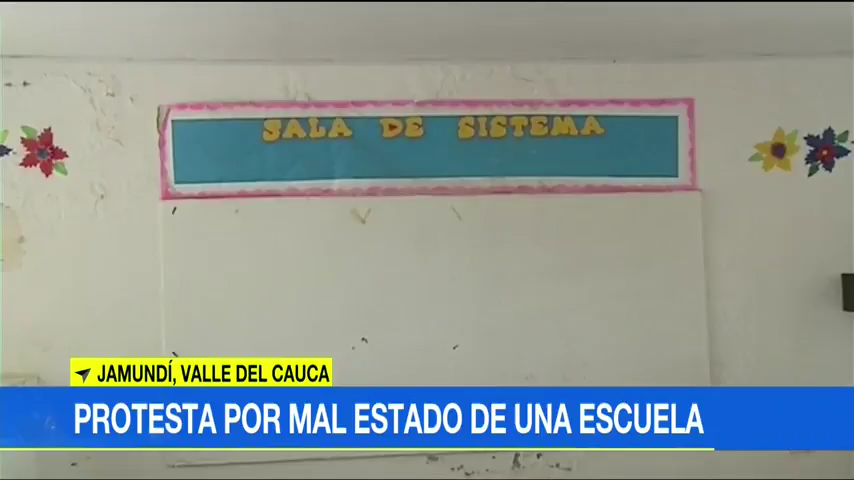 SALA DE SISTEMA
JAMUNDÍ, VALLE DEL CAUCA
PROTESTA POR MAL ESTADO DE UNA ESCUELA